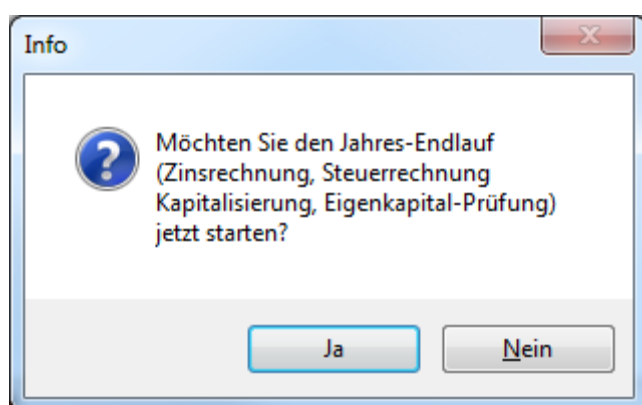 Info
Möchten Sie den Jahres-Endlauf
(Zinsrechnung, Steuerrechnung
Kapitalisierung, Eigenkapital-Prüfung)
jetzt starten?
Ja
Nein